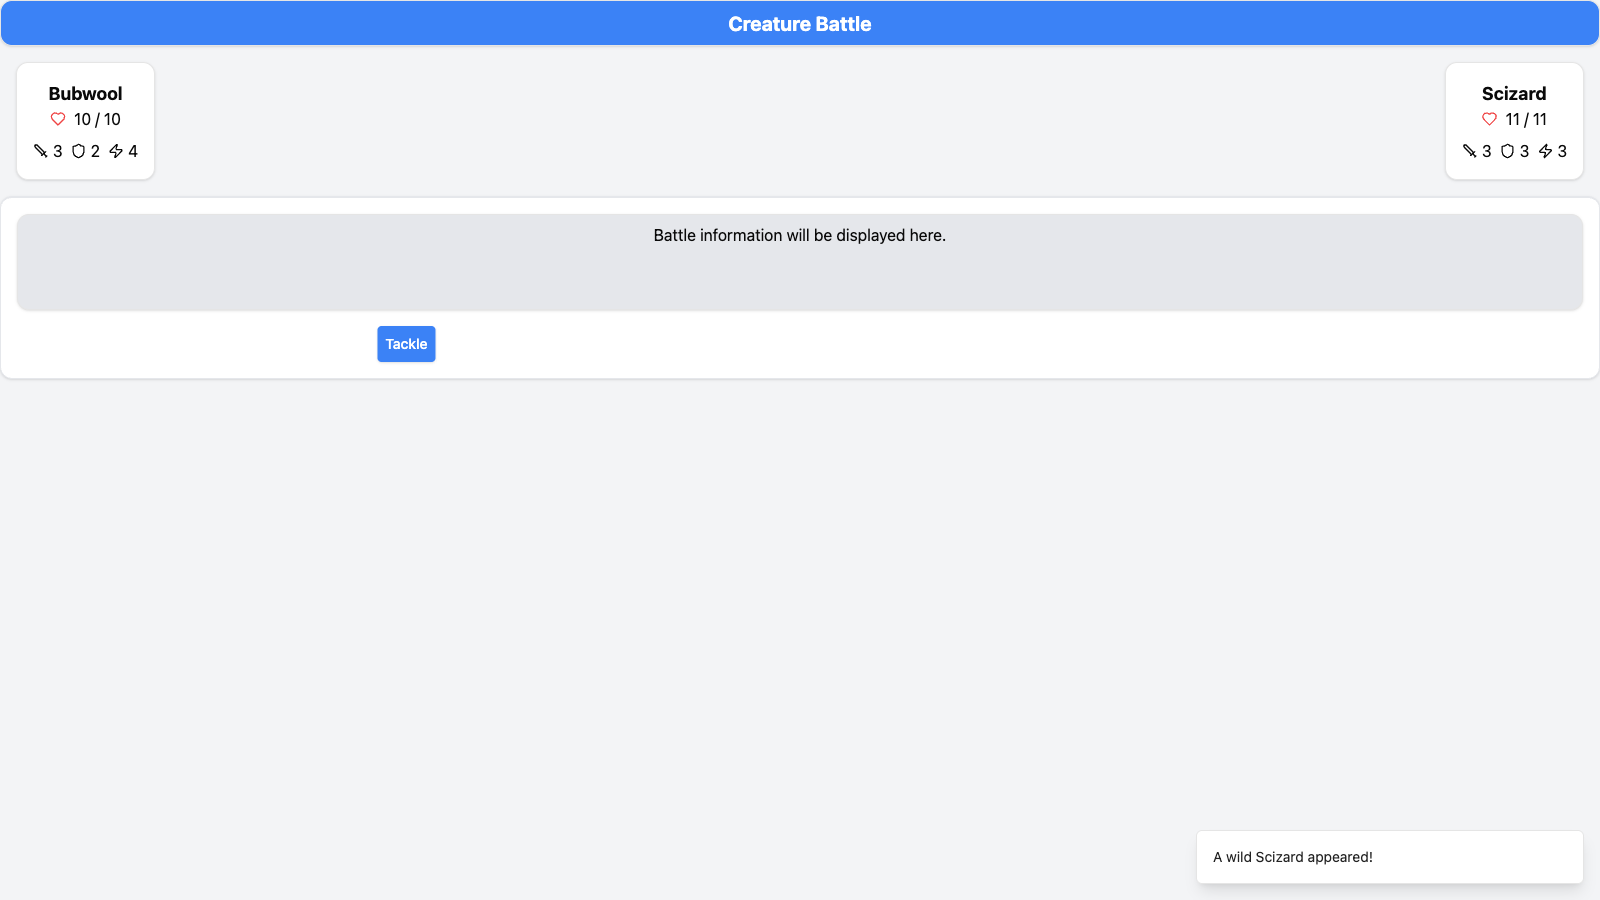 Creature Battle
Bubwool
10 / 10
3 2 4
Scizard
11 / 11
3 3 3
Battle information will be displayed here.
Tackle
A wild Scizard appeared!